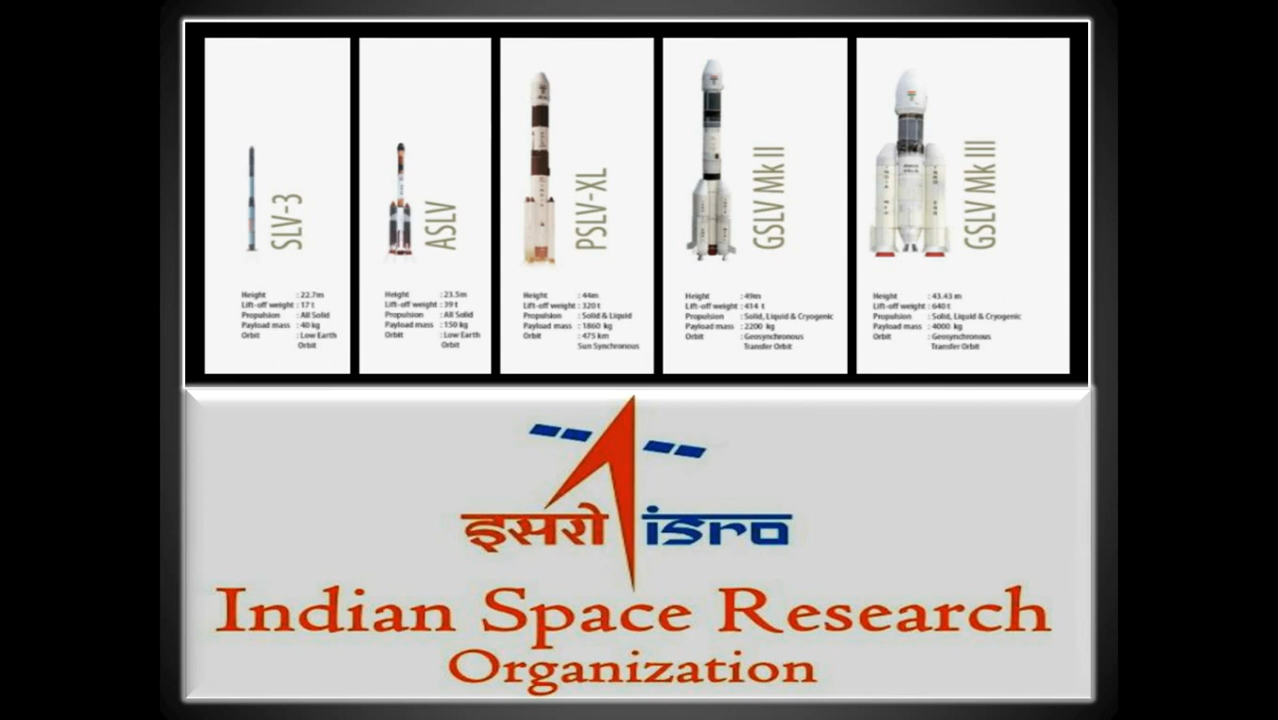 SLV-3
Height : 22.7m
Lift-off weight : 17 t
Propulsion : All Solid
Payload mass : 40 kg
Orbit : Low Earth
Orbit
ASLV
Height : 23.5m
Lift-off weight : 39 t
Propulsion : All Solid
Payload mass : 150 kg
Orbit : Low Earth
Orbit
PSLV-XL
Height : 44m
Lift-off weight : 320 t
Propulsion : Solid & Liquid
Payload mass : 1860 kg
Orbit : 475 km
Sun Synchronous
GSLV Mk II
Height : 49m
Lift-off weight : 414 t
Propulsion : Solid, Liquid & Cryogenic
Payload mass : 2200 kg
Orbit : Geosynchronous
Transfer Orbit
GSLV Mk III
Height : 43.43 m
Lift-off weight : 640 t
Propulsion : Solid, Liquid & Cryogenic
Payload mass : 4000 kg
Orbit : Geosynchronous
Transfer Orbit
इसरो isro
Indian Space Research
Organization